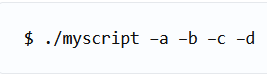 $ ./myscript –a –b –c –d